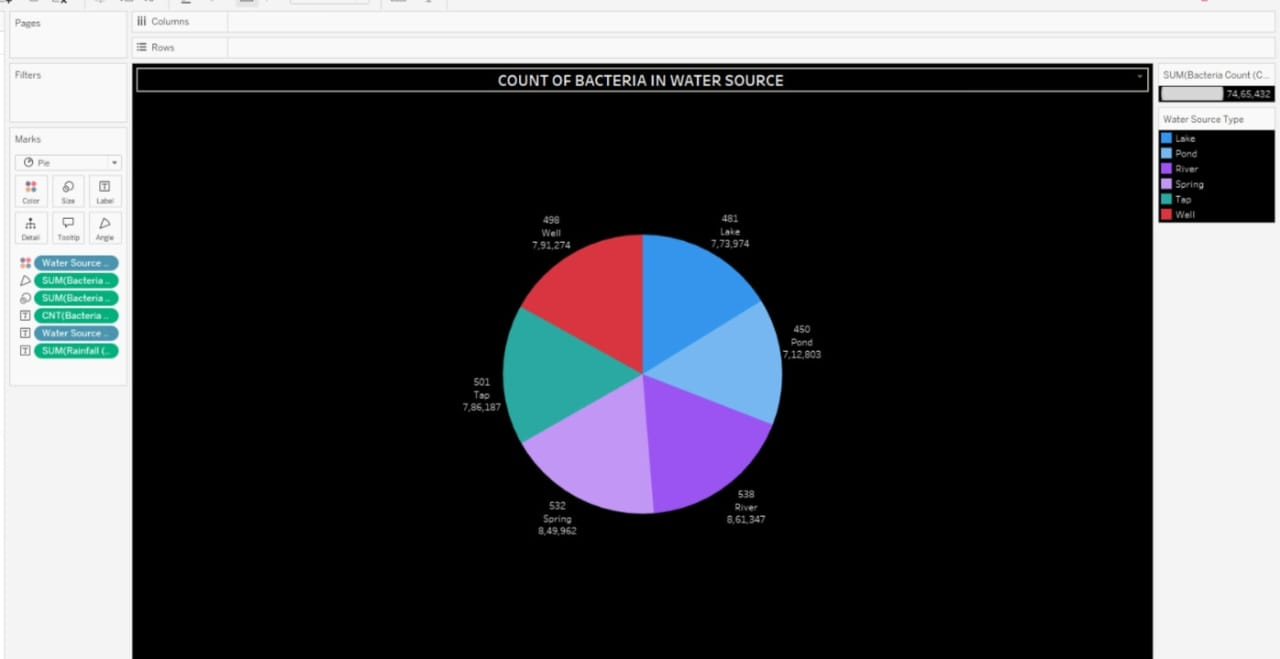 Pages
Columns
Rows
Filters
COUNT OF BACTERIA IN WATER SOURCE
SUM(Bacteria Count (C...
74,65,432
Water Source Type
Lake
Pond
River
Spring
Tap
Well
Marks
Pie
Color
Size
Label
Detail
Tooltip
Angle
Water Source ..
SUM(Bacteria ..
SUM(Bacteria ..
CNT(Bacteria ..
Water Source ..
SUM(Rainfall (..
498
Well
7,91,274
481
Lake
7,73,974
450
Pond
7,12,803
501
Tap
7,86,187
538
River
8,61,347
532
Spring
8,49,962